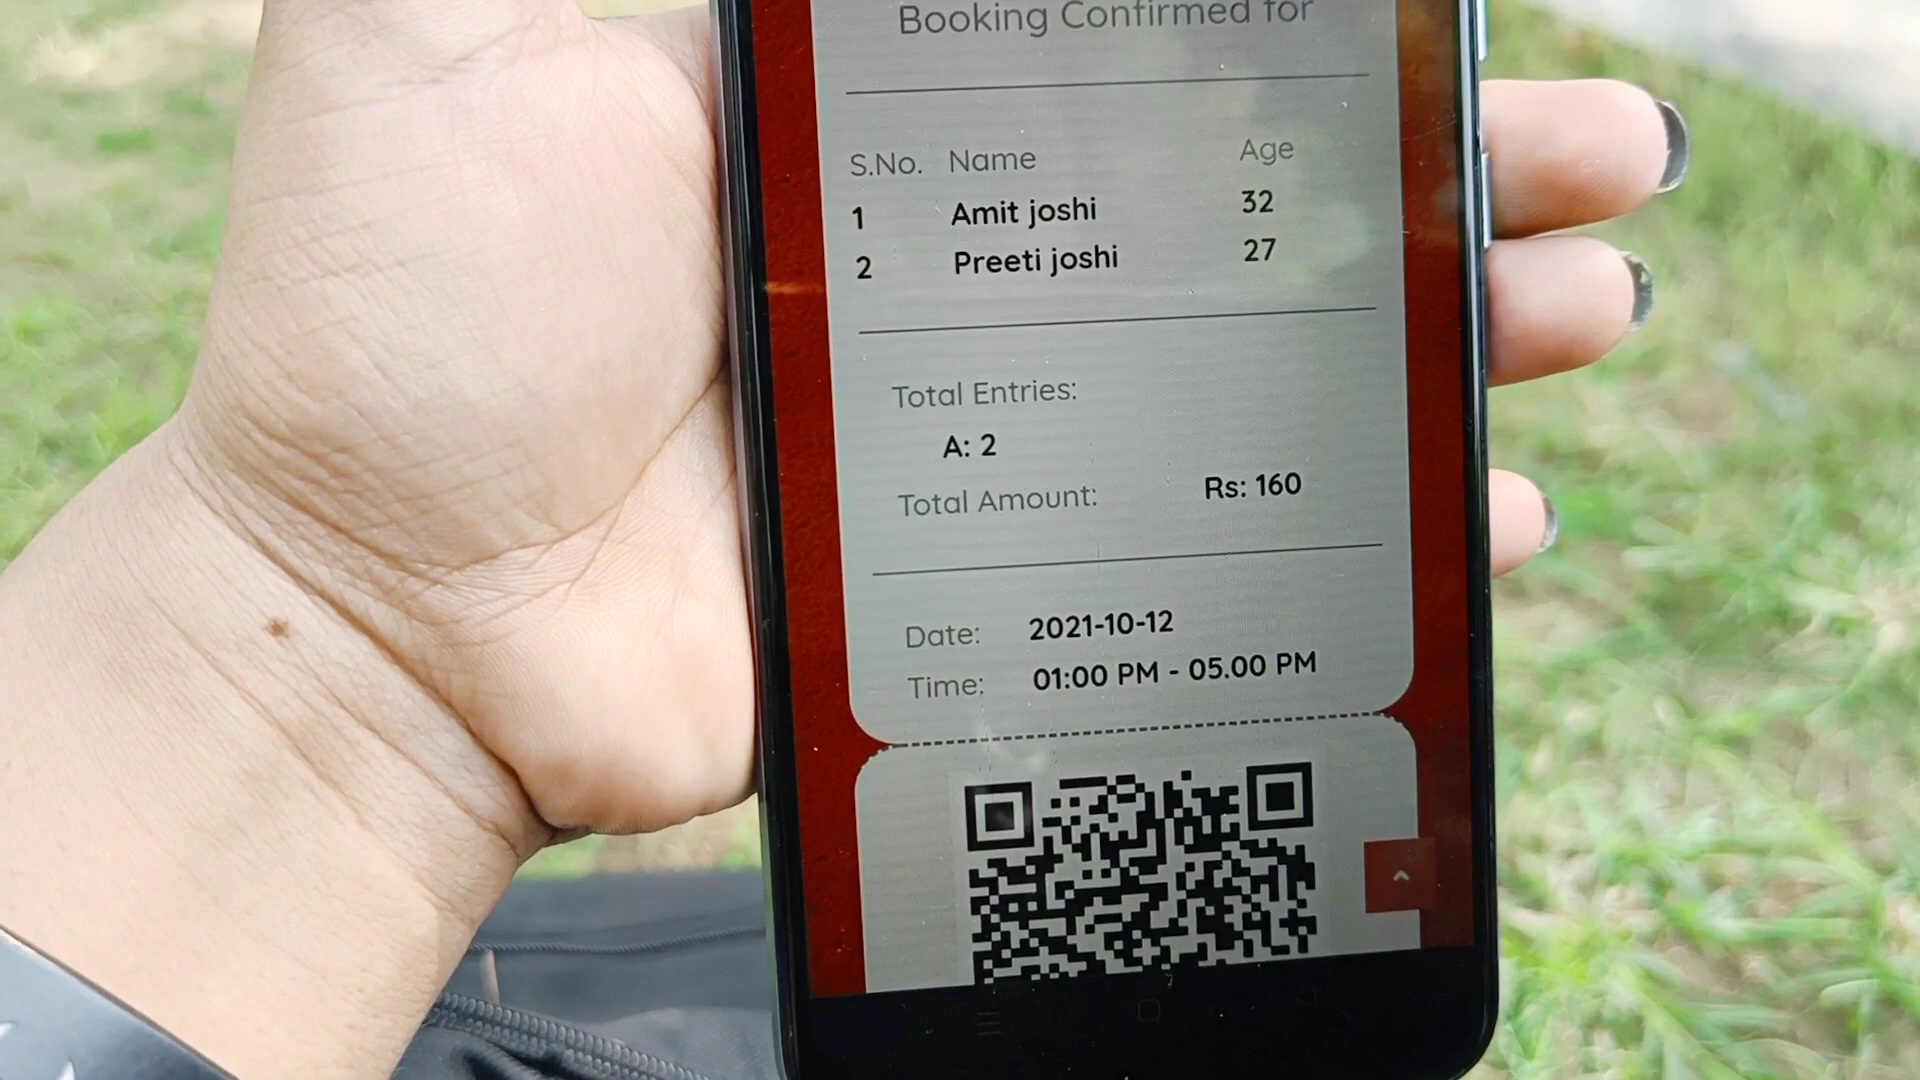 Booking Confirmed for
S.No. Name Age
1 Amit joshi 32
2 Preeti joshi 27
Total Entries:
A: 2
Total Amount: Rs: 160
Date: 2021-10-12
Time: 01:00 PM - 05.00 PM